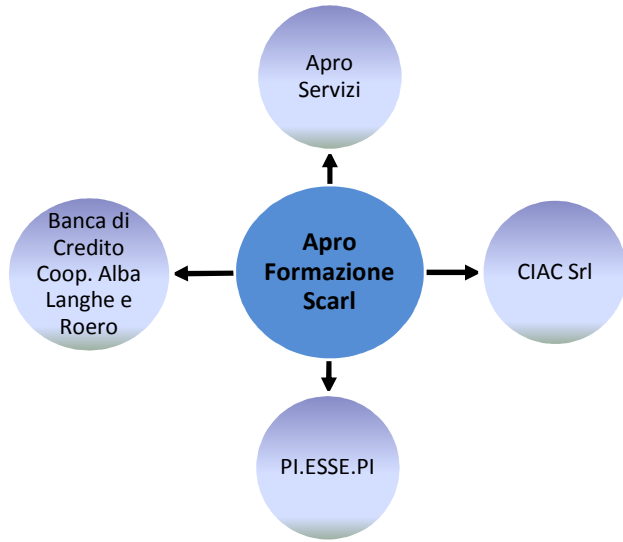 Apro
Servizi
Banca di
Credito
Coop. Alba
Langhe e
Roero
Apro
Formazione
Scarl
CIAC Srl
PI.ESSE.PI